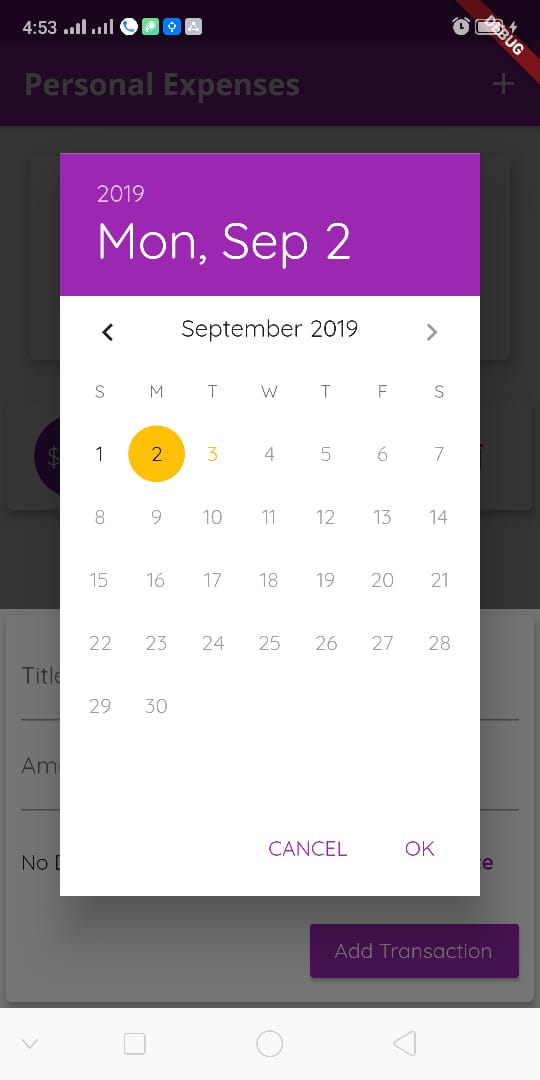 4:53
DEBUG
Personal Expenses
2019
Mon, Sep 2
September 2019
S M T W T F S
1 2 3 4 5 6 7
$
8 9 10 11 12 13 14
15 16 17 18 19 20 21
22 23 24 25 26 27 28
Title
29 30
CANCEL OK
No
Add Transaction